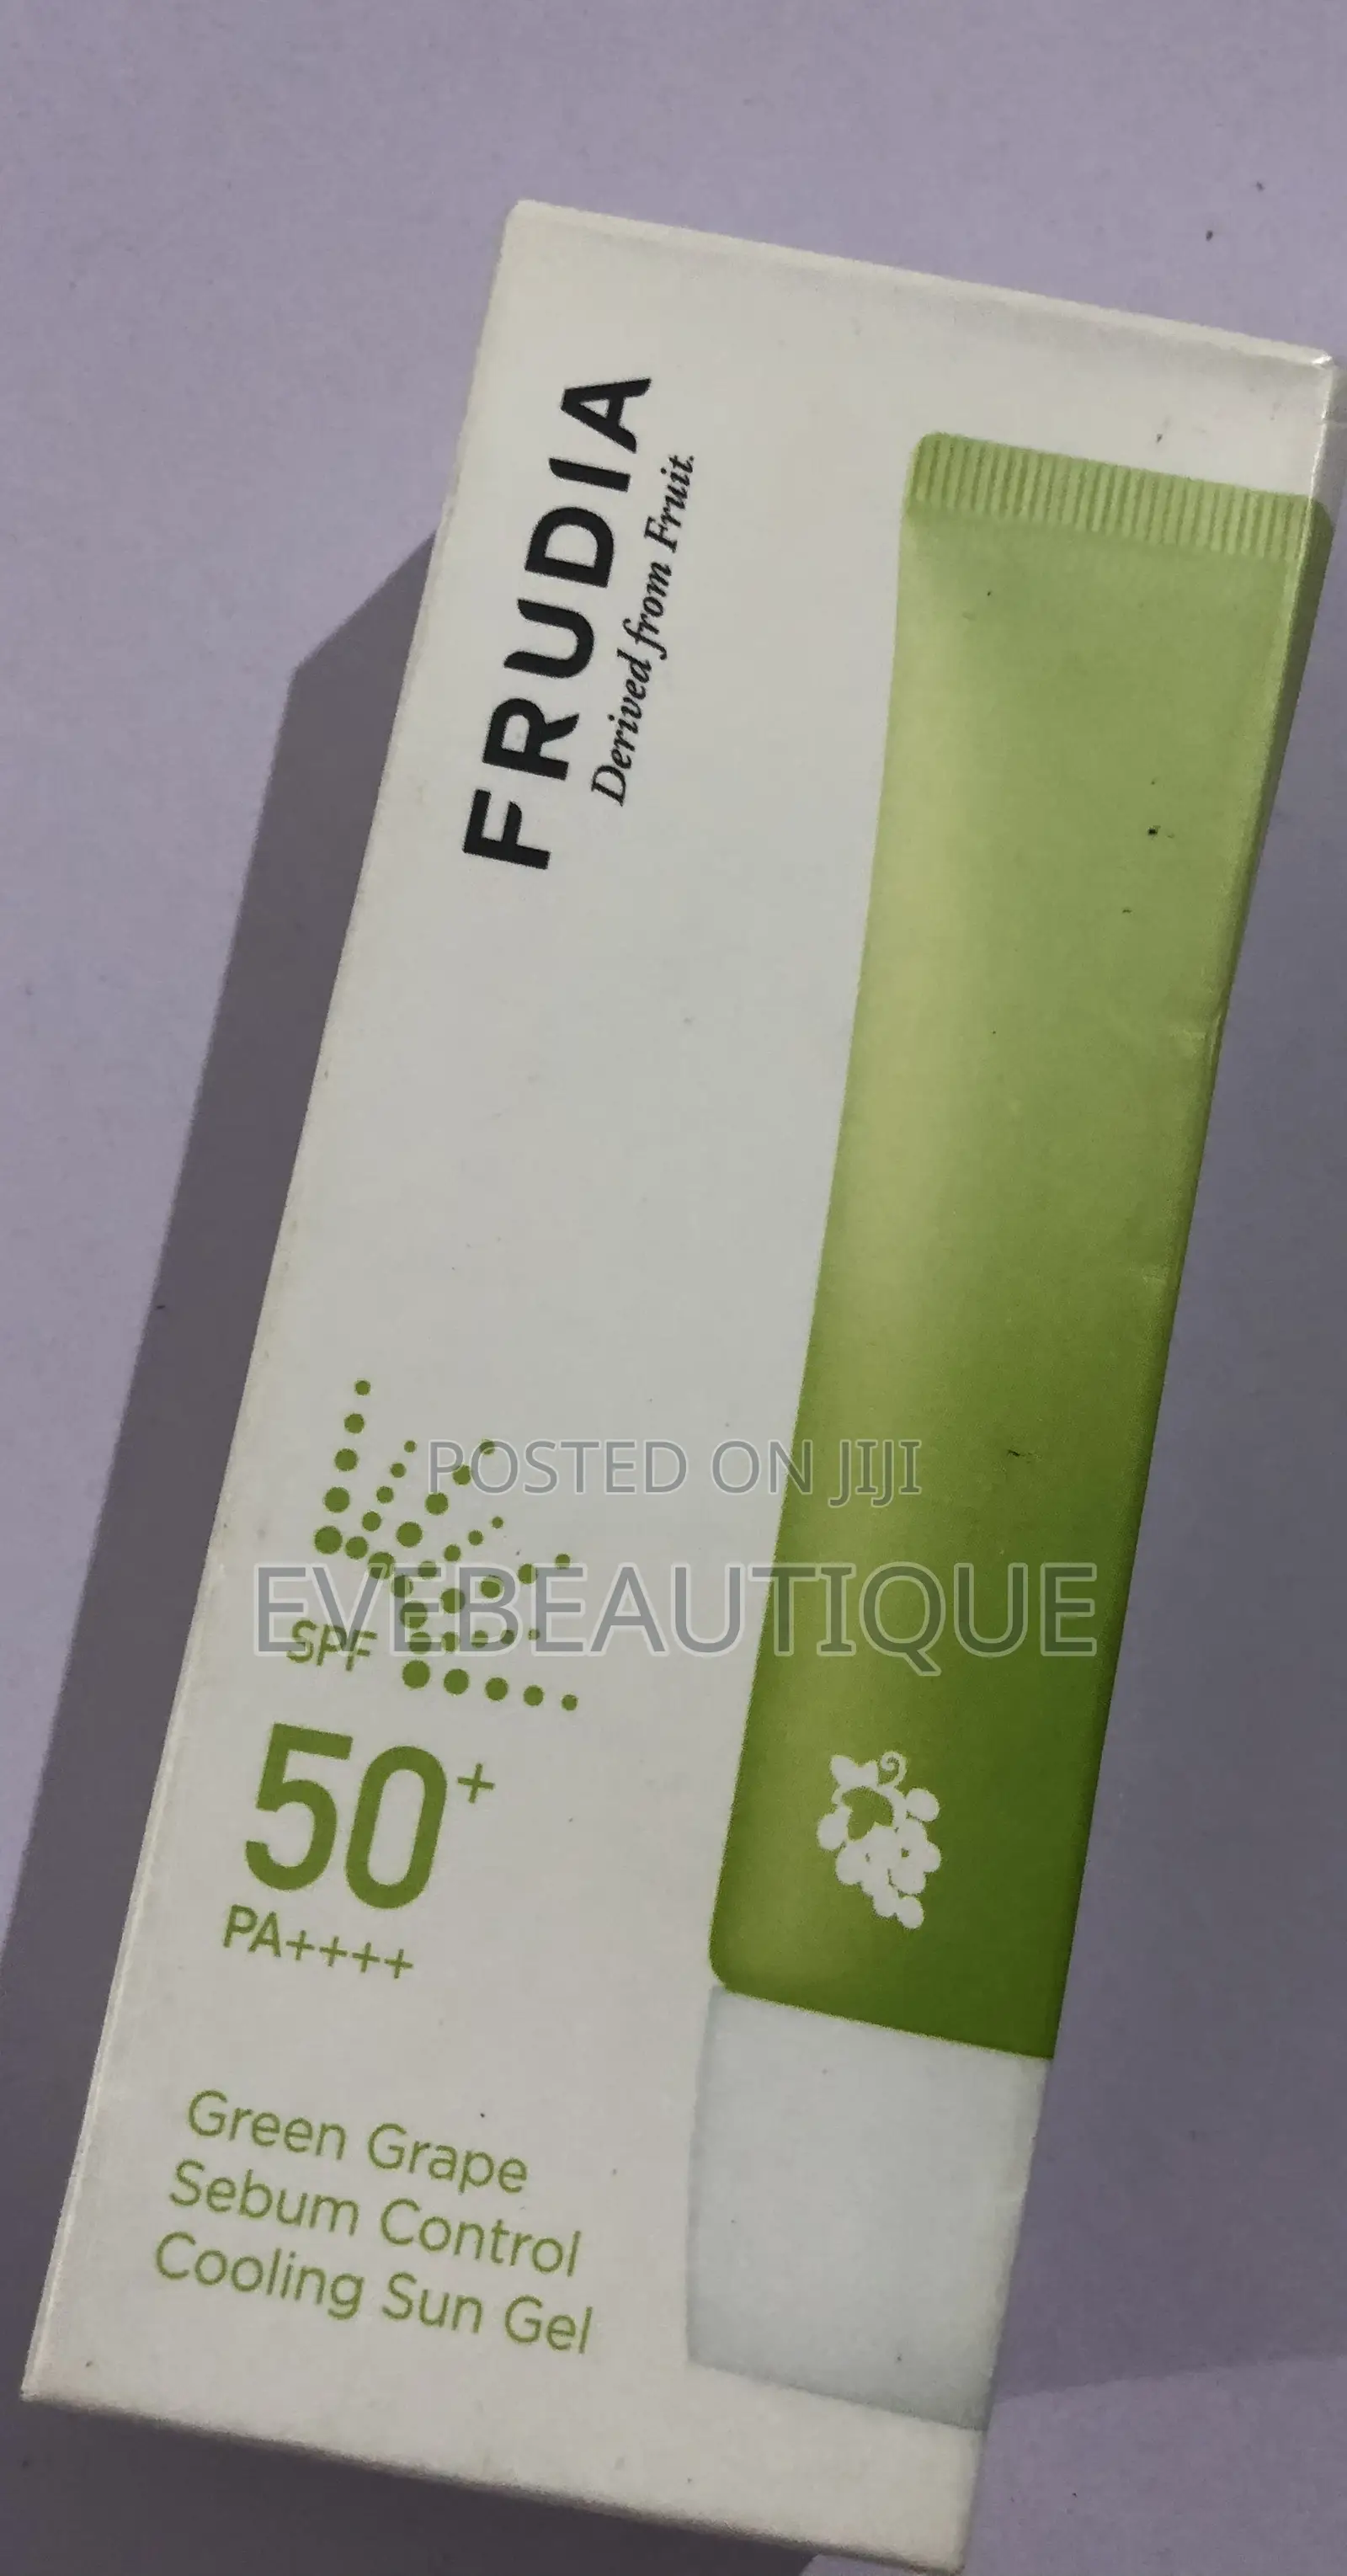 FRUDIA
Derived from Fruit.
POSTED ON JIJI
EVEBEAUTIQUE
SPF
50+
PA++++
Green Grape
Sebum Control
Cooling Sun Gel